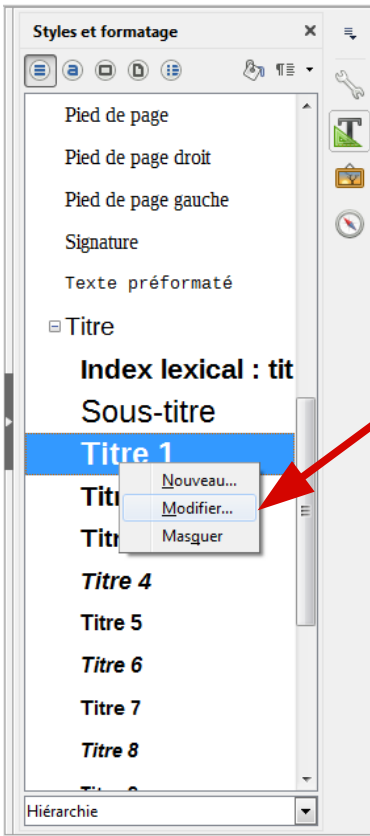 Styles et formatage
Pied de page
Pied de page droit
Pied de page gauche
Signature
Texte préformaté
Titre
Index lexical : tit
Sous-titre
Titre 1
Nouveau...
Modifier...
Masquer
Titre 4
Titre 5
Titre 6
Titre 7
Titre 8
Hiérarchie